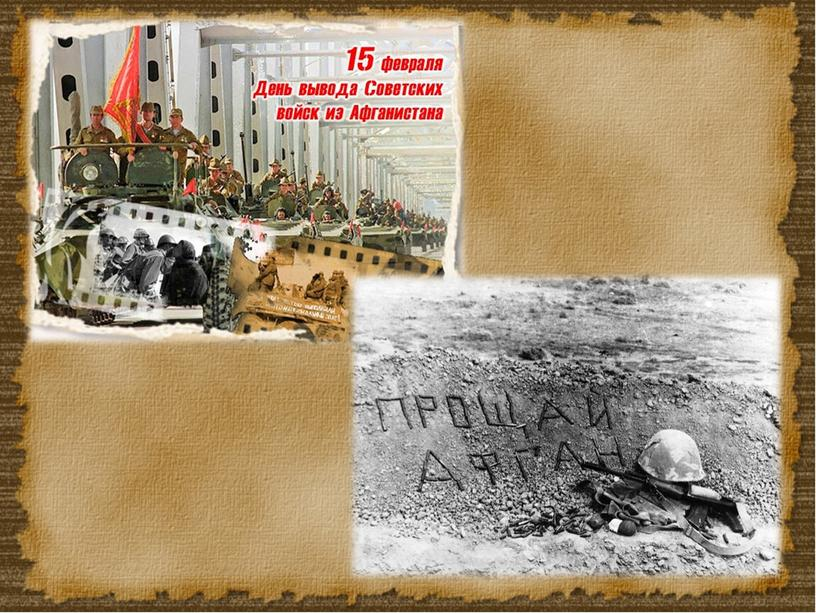 15 февраля
День вывода Советских
войск из Афганистана
ПРОЩАЙ
АФГАН